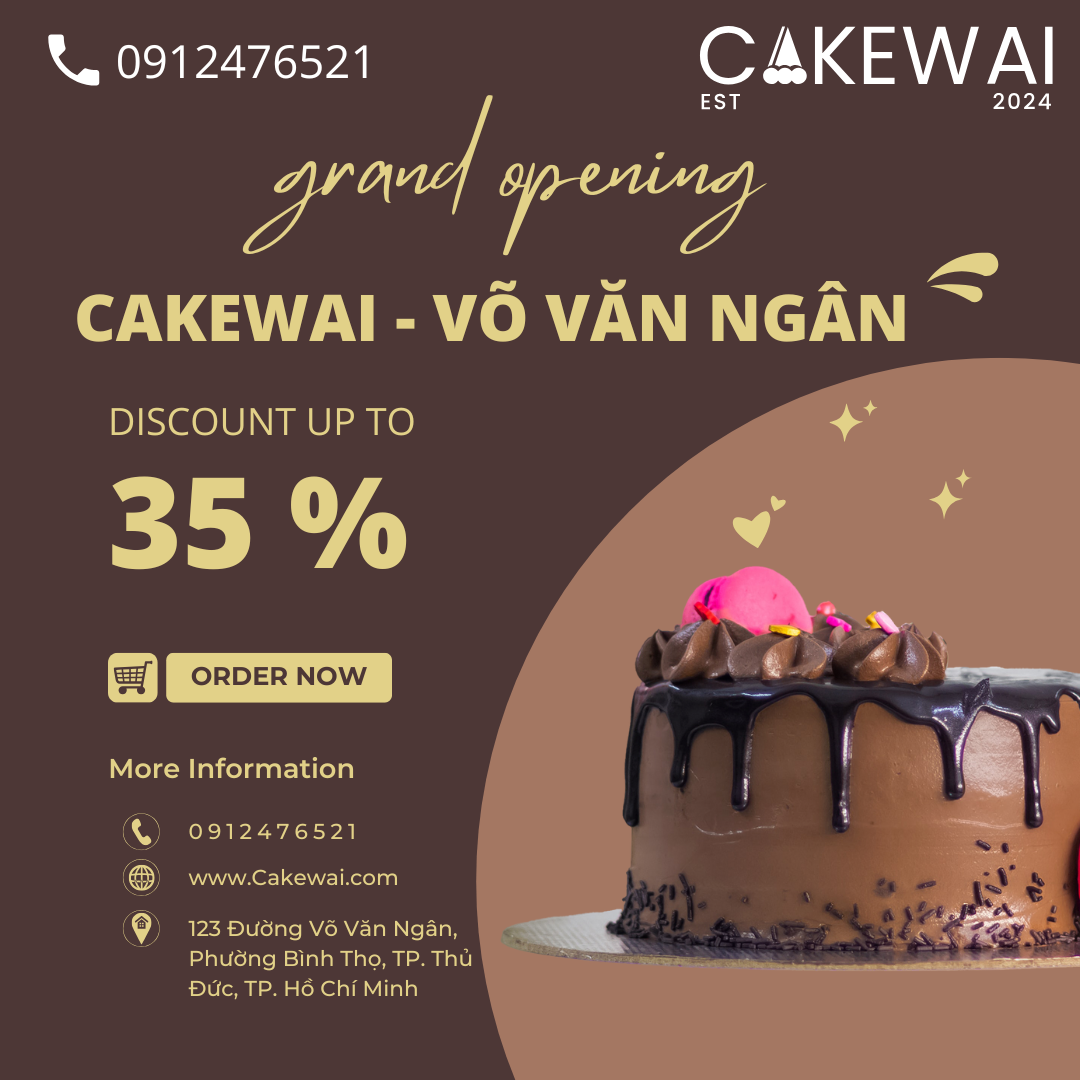 0912476521
CAKEWAI
EST 2024
grand opening
CAKEWAI - VÕ VĂN NGÂN
DISCOUNT UP TO
35 %
ORDER NOW
More Information
0912476521
www.Cakewai.com
123 Đường Võ Văn Ngân,
Phường Bình Thọ, TP. Thủ
Đức, TP. Hồ Chí Minh